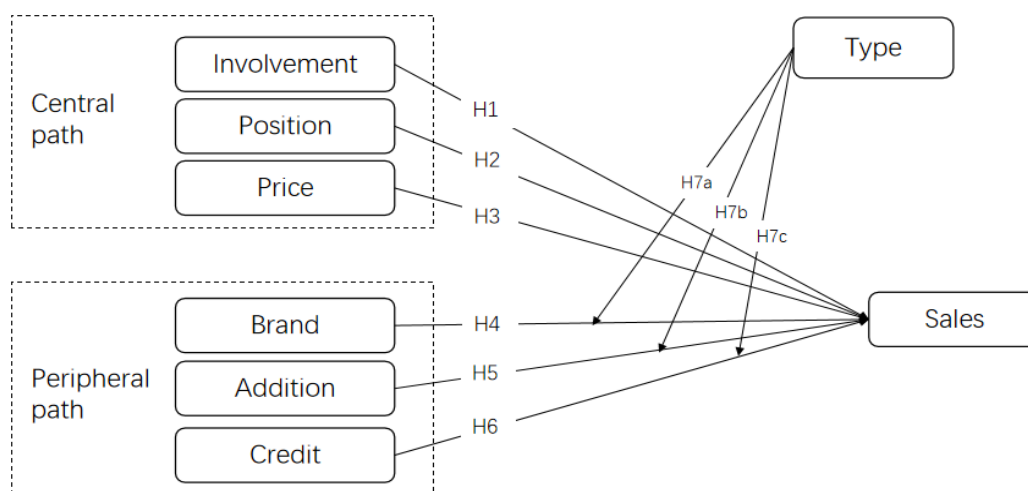 Central
path
Involvement
Position
Price
H1
H2
H3
Type
H7a
H7b
H7c
Peripheral
path
Brand
Addition
Credit
H4
H5
H6
Sales